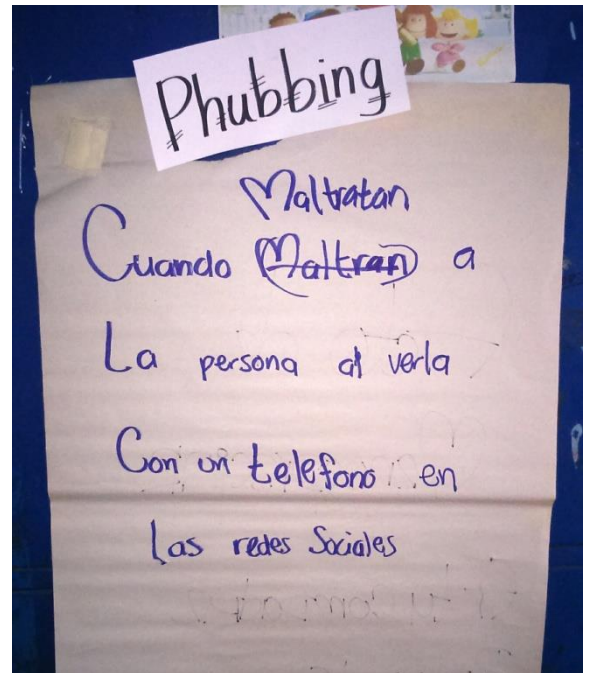 Phubbing
Maltratan
Cuando Maltran a
La persona al verla
Con un telefono en
las redes Sociales